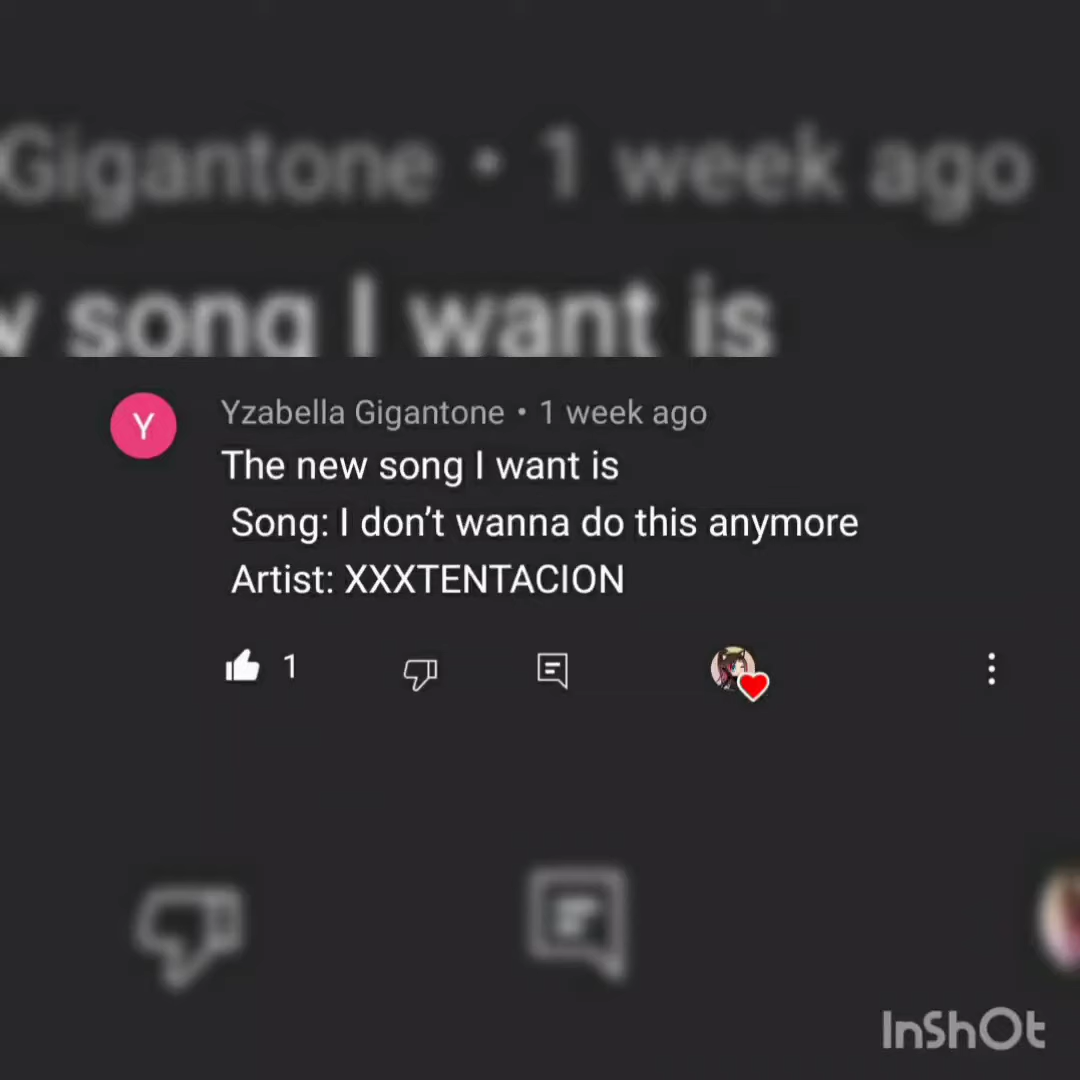 Gigantone • 1 week ago
song I want is
Y
Yzabella Gigantone • 1 week ago
The new song I want is
Song: I don't wanna do this anymore
Artist: XXXTENTACION
1
InShOt